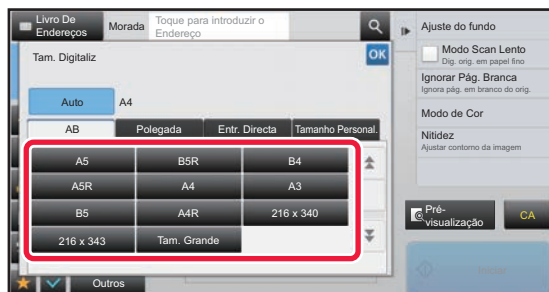 Livro De
Endereços
Morada
Toque para introduzir o
Endereço
Tam. Digitaliz
OK
Auto
A4
AB
Polegada
Entr. Directa
Tamanho Personal.
A5
B5R
B4
A5R
A4
A3
B5
A4R
216 x 340
216 x 343
Tam. Grande
Outros
Ajuste do fundo
Modo Scan Lento
Dig. orig. em papel fino
Ignorar Pág. Branca
Ignora pág. em branco do orig.
Modo de Cor
Nitidez
Ajustar contorno da imagem
Pré-
visualização
CA